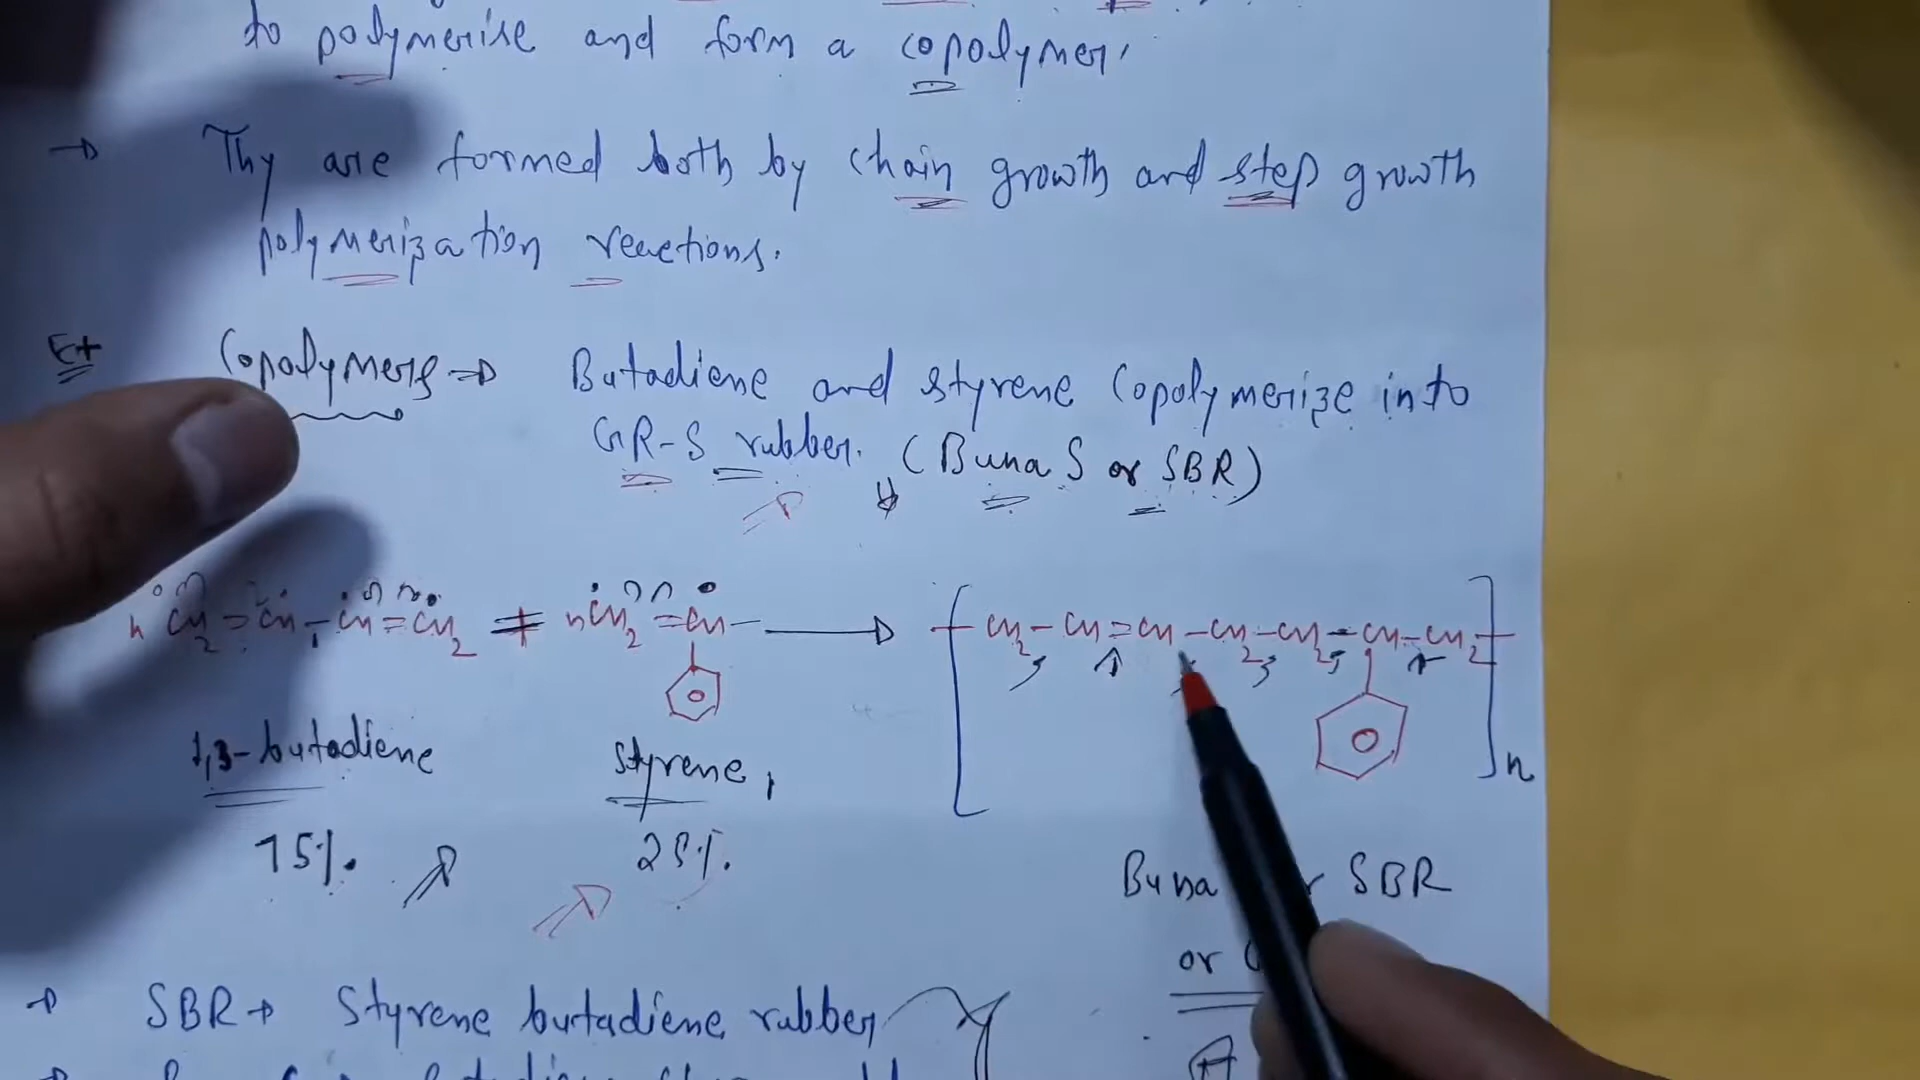 to polymerise and form a copolymer.
→ Thy are formed both by chain growth and step growth
polymerization reactions.
Ex Copolymers → Butadiene and styrene Copolymerize into
GR-S rubber. (Buna S or SBR)
n CH2=CH-CH=CH2 + n CH2=CH- → [-CH2-CH=CH-CH2-CH2-CH-CH2-]n
1,3-butadiene styrene,
75%. 25%.
Buna or SBR
or
→ SBR → Styrene butadiene rubber